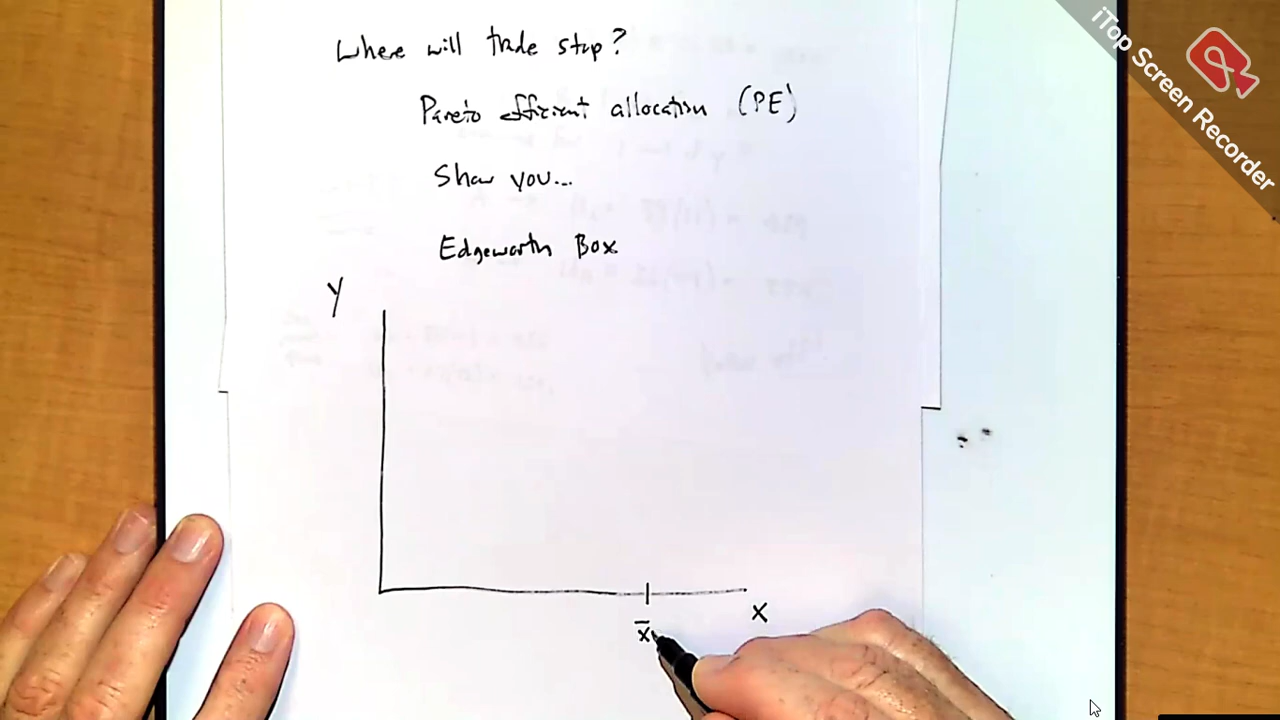 Where will trade stop?
Pareto efficient allocation (PE)
Show you...
Edgeworth Box
Y
X
x̄
iTop Screen Recorder